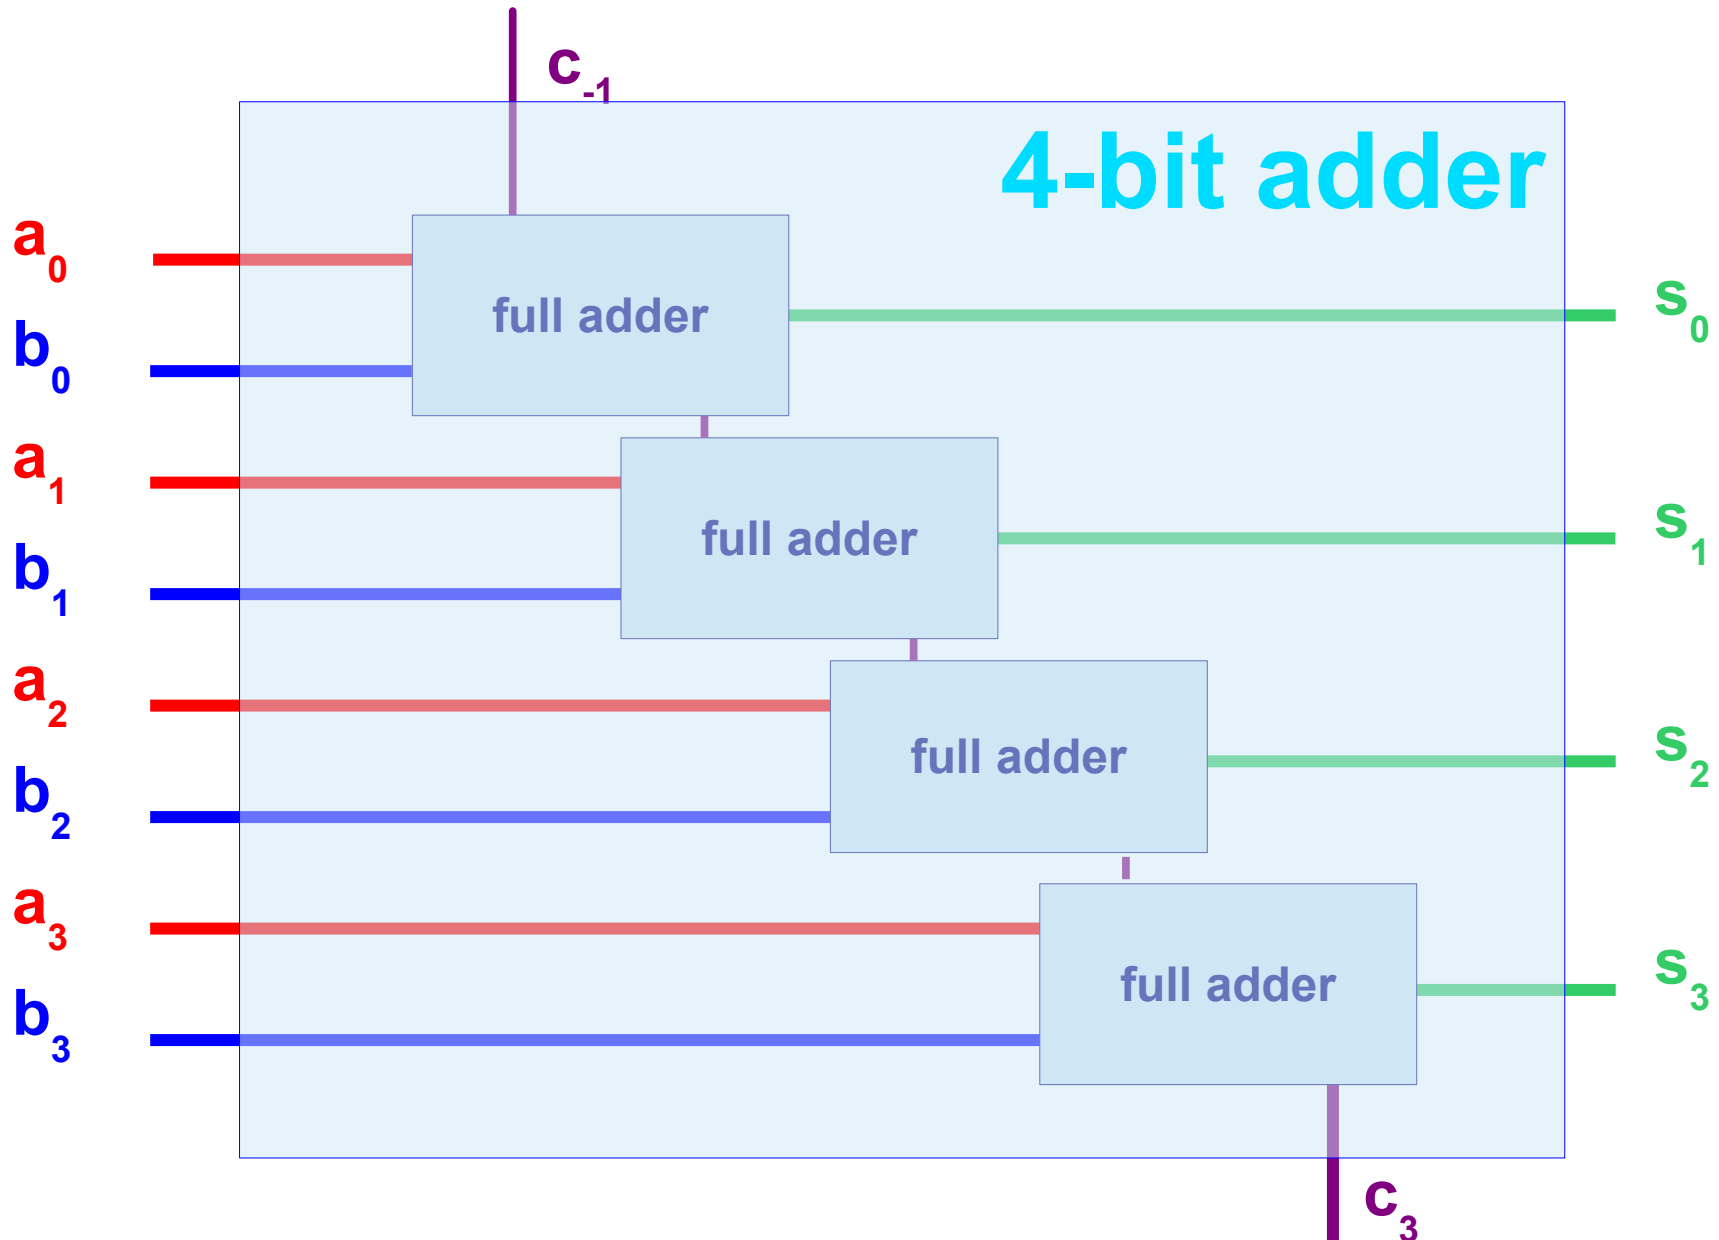 c₋₁
4-bit adder
a₀
full adder
s₀
b₀
a₁
full adder
s₁
b₁
a₂
full adder
s₂
b₂
a₃
full adder
s₃
b₃
c₃